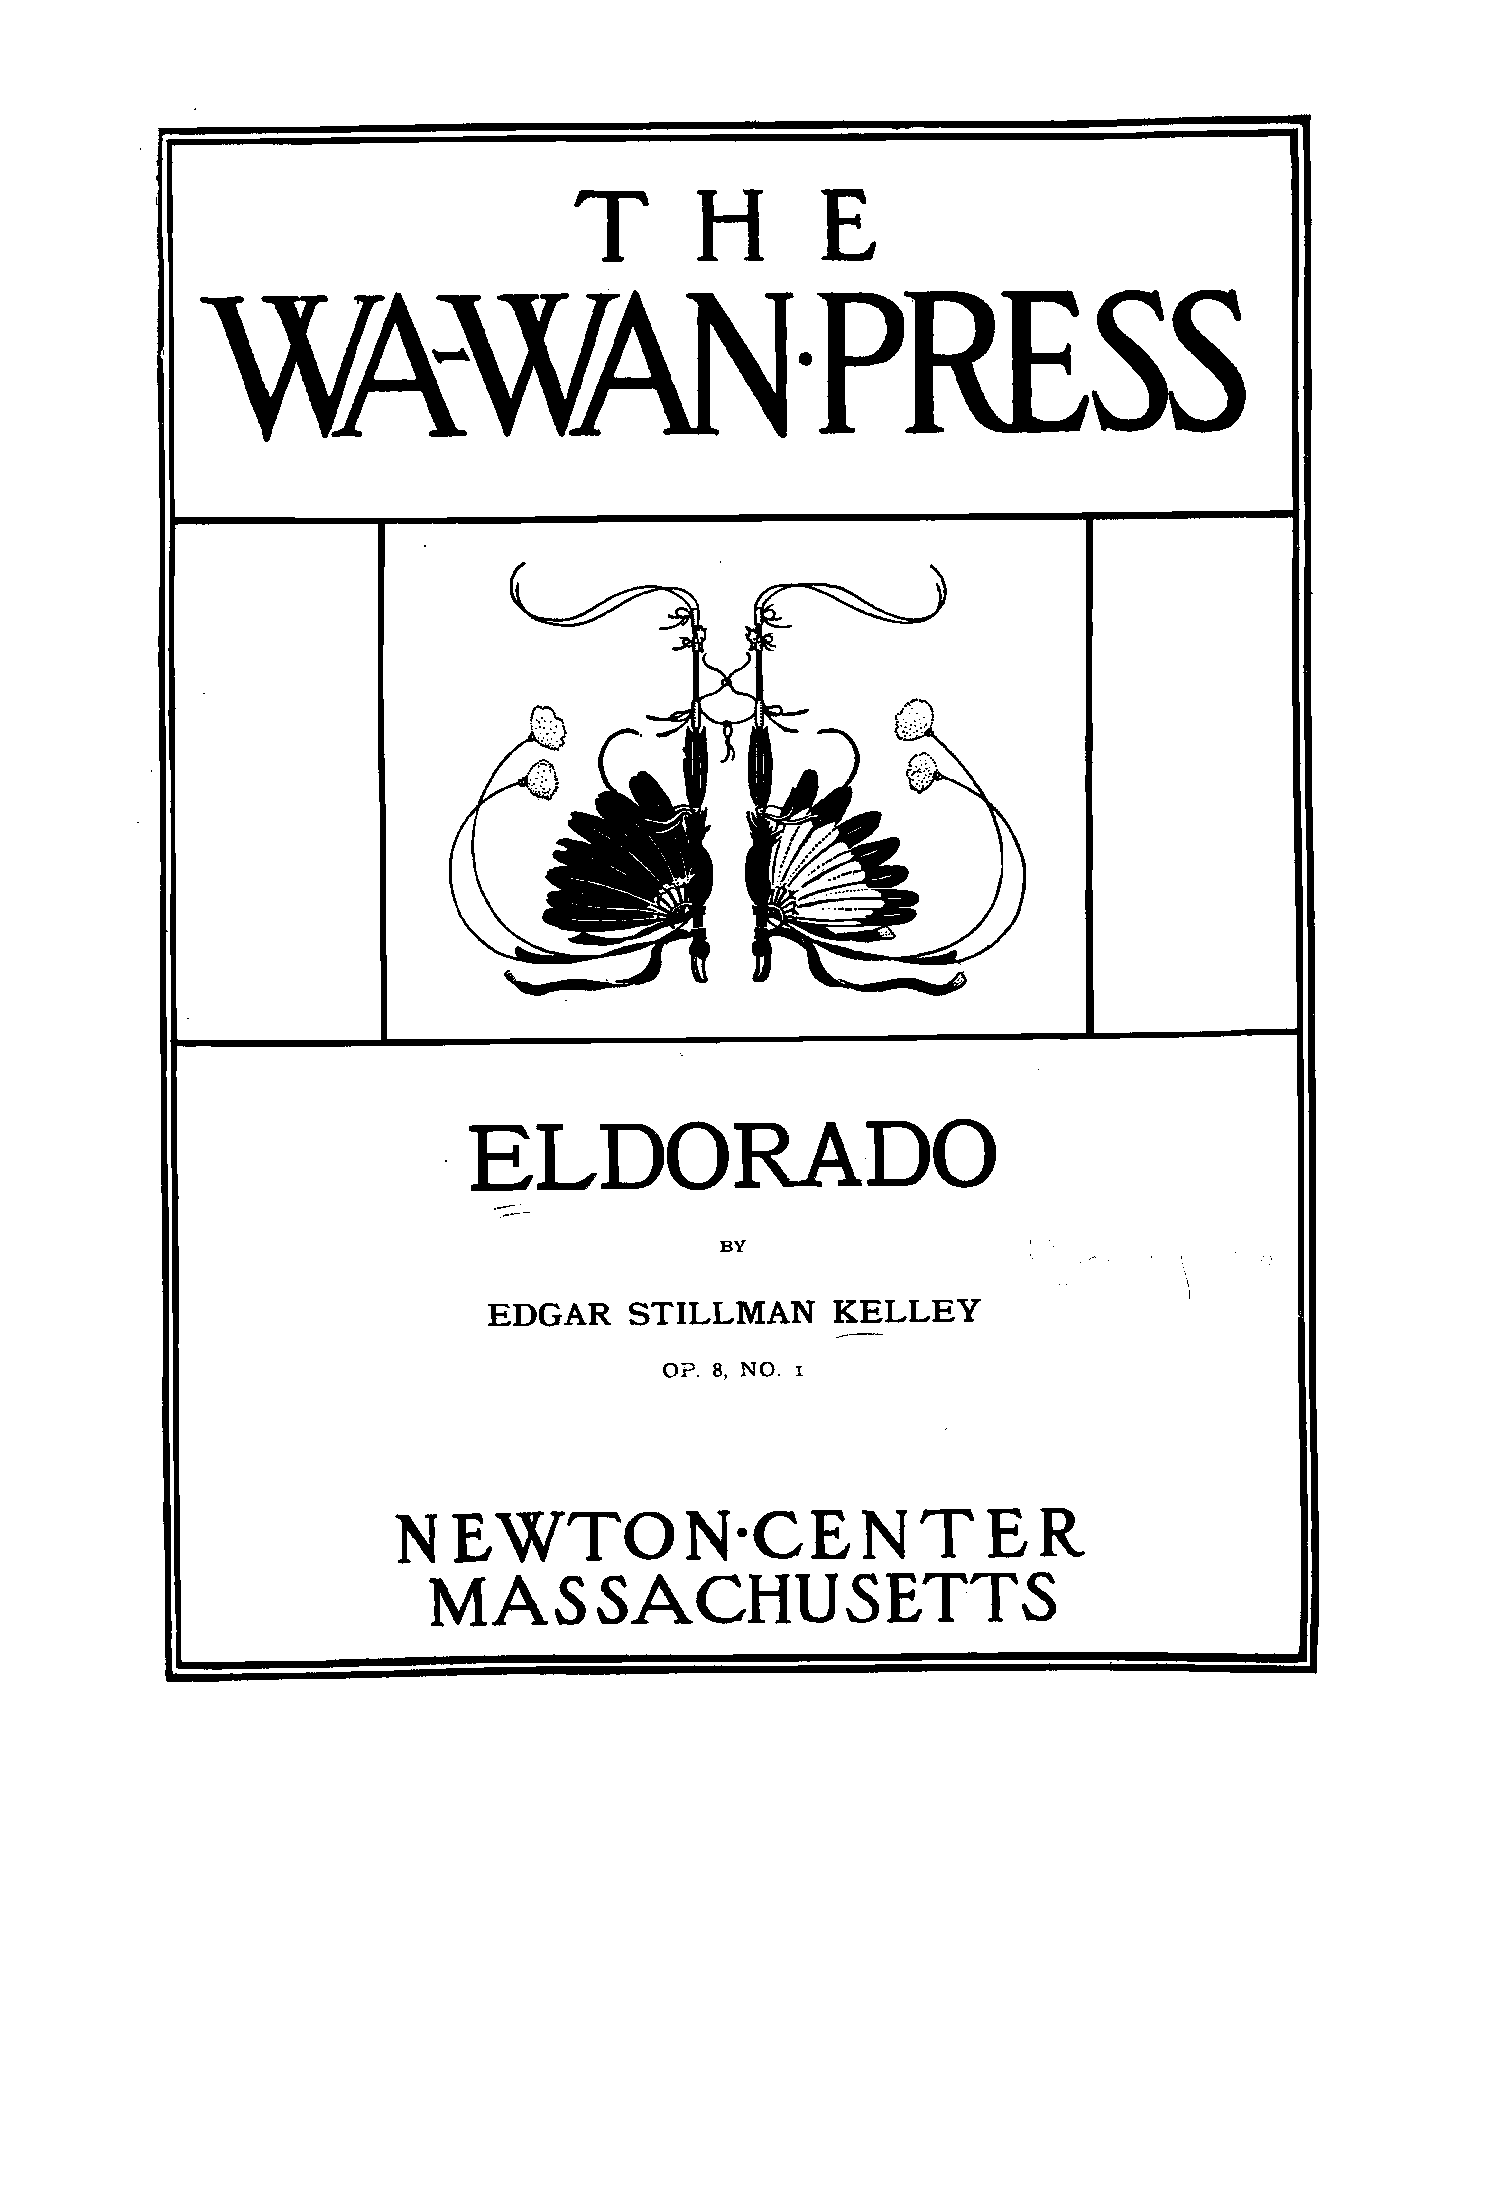 THE
WA-WAN·PRESS
ELDORADO
BY
EDGAR STILLMAN KELLEY
OP. 8, NO. 1
NEWTON·CENTER
MASSACHUSETTS